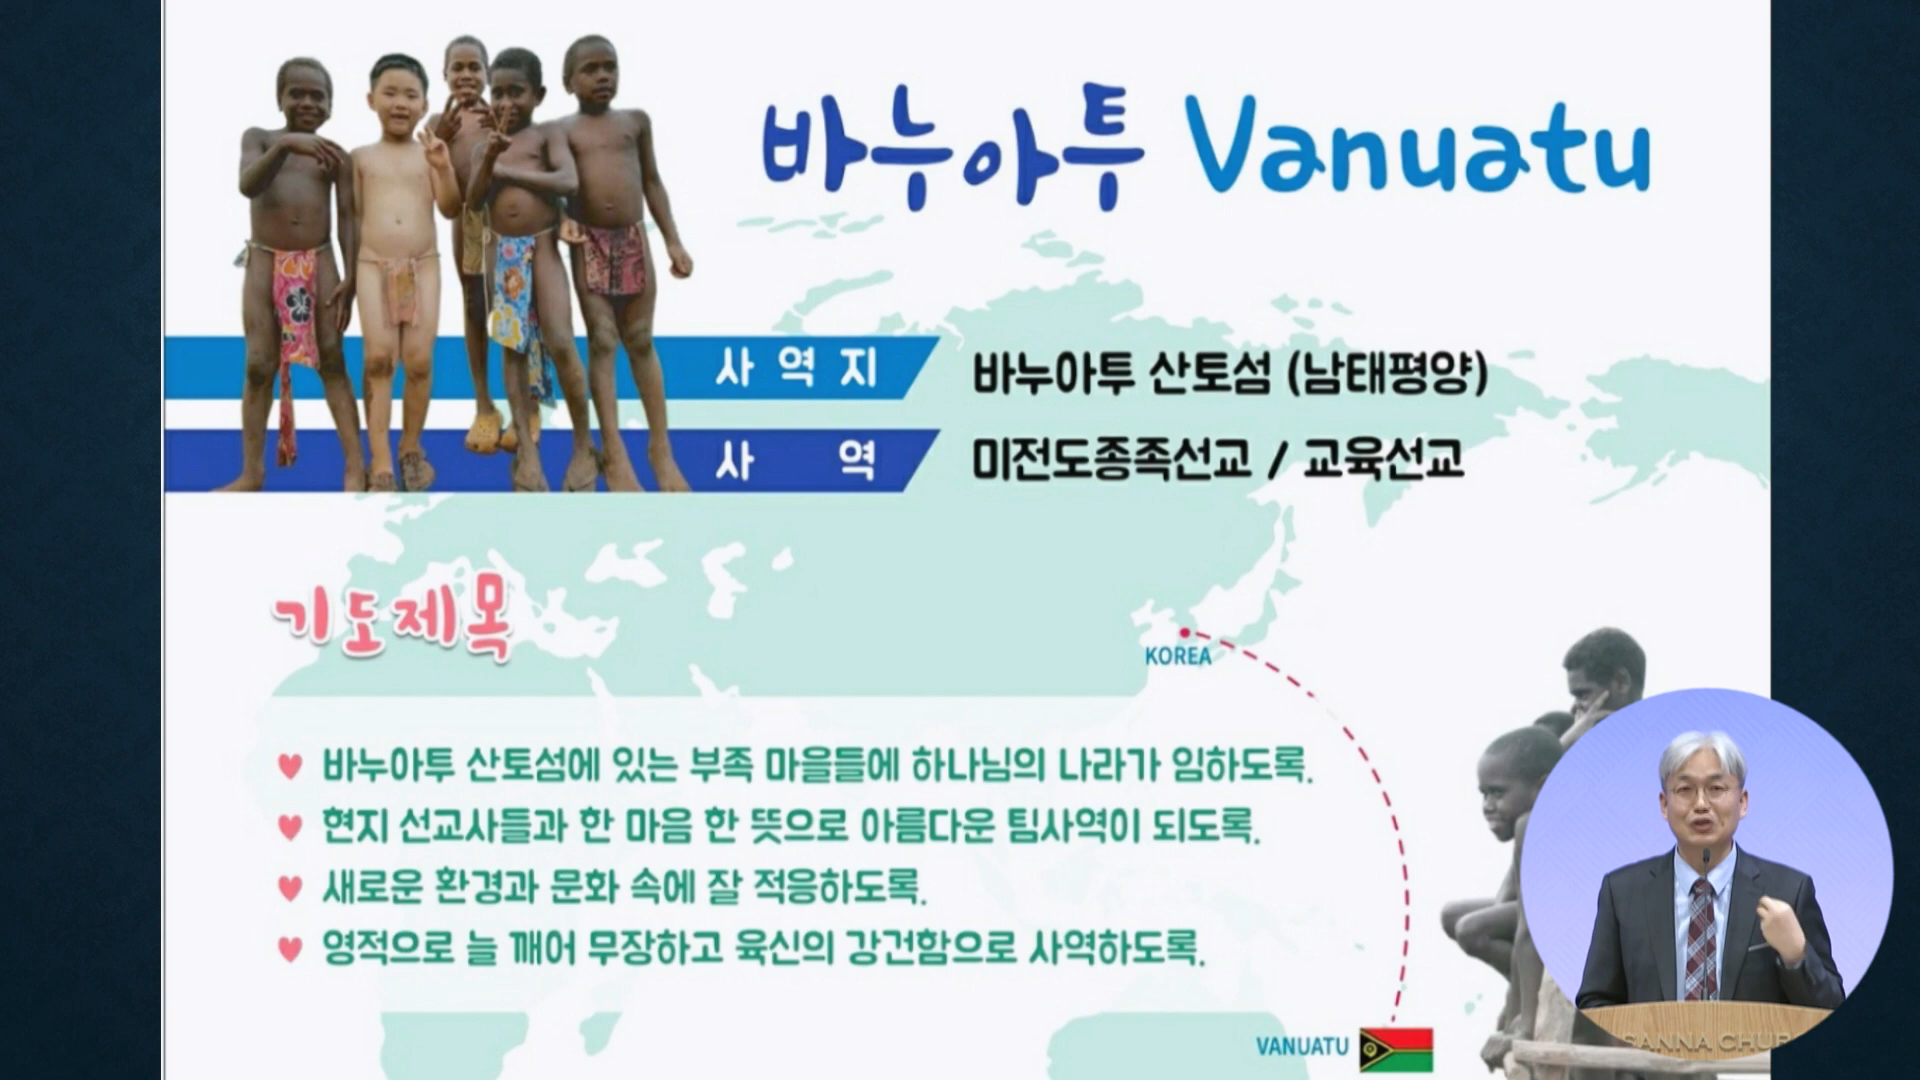 바누아투 Vanuatu
사 역 지 바누아투 산토섬 (남태평양)
사 역 미전도종족선교 / 교육선교
기도제목
KOREA
♥ 바누아투 산토섬에 있는 부족 마을들에 하나님의 나라가 임하도록.
♥ 현지 선교사들과 한 마음 한 뜻으로 아름다운 팀사역이 되도록.
♥ 새로운 환경과 문화 속에 잘 적응하도록.
♥ 영적으로 늘 깨어 무장하고 육신의 강건함으로 사역하도록.
VANUATU